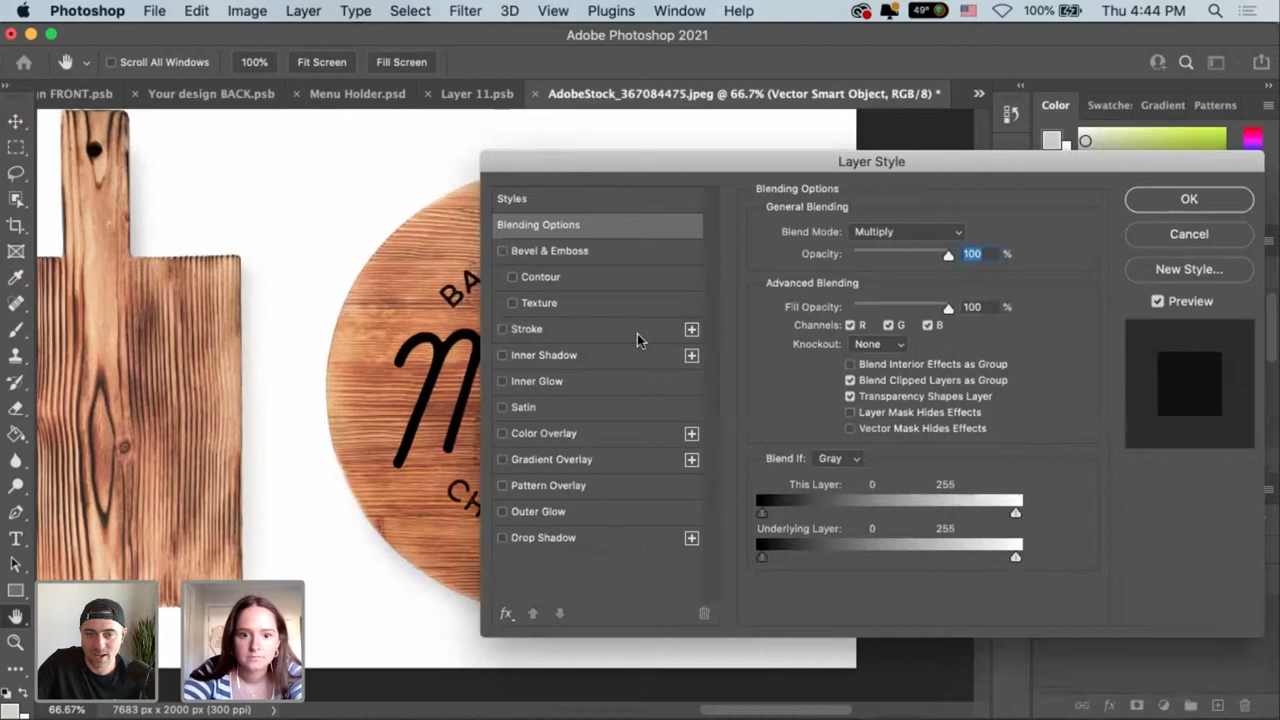 Photoshop File Edit Image Layer Type Select Filter 3D View Plugins Window Help 49° 100% Thu 4:44 PM
Adobe Photoshop 2021
Scroll All Windows 100% Fit Screen Fill Screen
gn FRONT.psb × Your design BACK.psb × Menu Holder.psd × Layer 11.psb × AdobeStock_367084475.jpeg @ 66.7% (Vector Smart Object, RGB/8) * Color Swatches Gradient Patterns
Layer Style
Styles
Blending Options
Bevel & Emboss
Contour
Texture
Stroke
Inner Shadow
Inner Glow
Satin
Color Overlay
Gradient Overlay
Pattern Overlay
Outer Glow
Drop Shadow
fx
Blending Options
General Blending
Blend Mode: Multiply
Opacity: 100 %
Advanced Blending
Fill Opacity: 100 %
Channels: R G B
Knockout: None
Blend Interior Effects as Group
Blend Clipped Layers as Group
Transparency Shapes Layer
Layer Mask Hides Effects
Vector Mask Hides Effects
Blend If: Gray
This Layer: 0 255
Underlying Layer: 0 255
OK
Cancel
New Style...
Preview
BA
m
CH
66.67% 7683 px x 2000 px (300 ppi)
fx